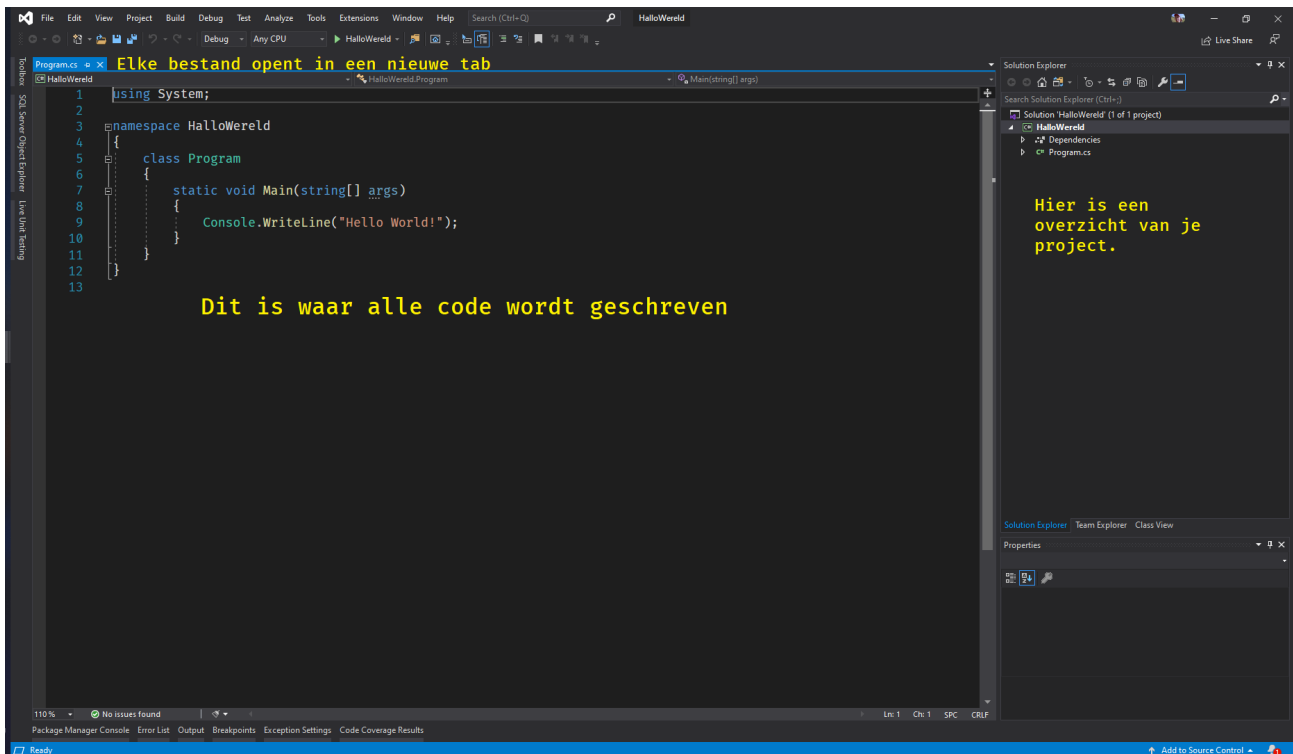 File Edit View Project Build Debug Test Analyze Tools Extensions Window Help Search (Ctrl+Q) HalloWereld
Debug Any CPU HalloWereld Live Share
Toolbox
SQL Server Object Explorer
Live Unit Testing
Program.cs Elke bestand opent in een nieuwe tab
HalloWereld HalloWereld.Program Main(string[] args)
1 using System;
2
3 namespace HalloWereld
4 {
5 class Program
6 {
7 static void Main(string[] args)
8 {
9 Console.WriteLine("Hello World!");
10 }
11 }
12 }
13
Dit is waar alle code wordt geschreven
110 % No issues found Ln: 1 Ch: 1 SPC CRLF
Solution Explorer
Search Solution Explorer (Ctrl+;)
Solution 'HalloWereld' (1 of 1 project)
C# HalloWereld
Dependencies
C# Program.cs
Hier is een
overzicht van je
project.
Solution Explorer Team Explorer Class View
Properties
Package Manager Console Error List Output Breakpoints Exception Settings Code Coverage Results
Ready Add to Source Control